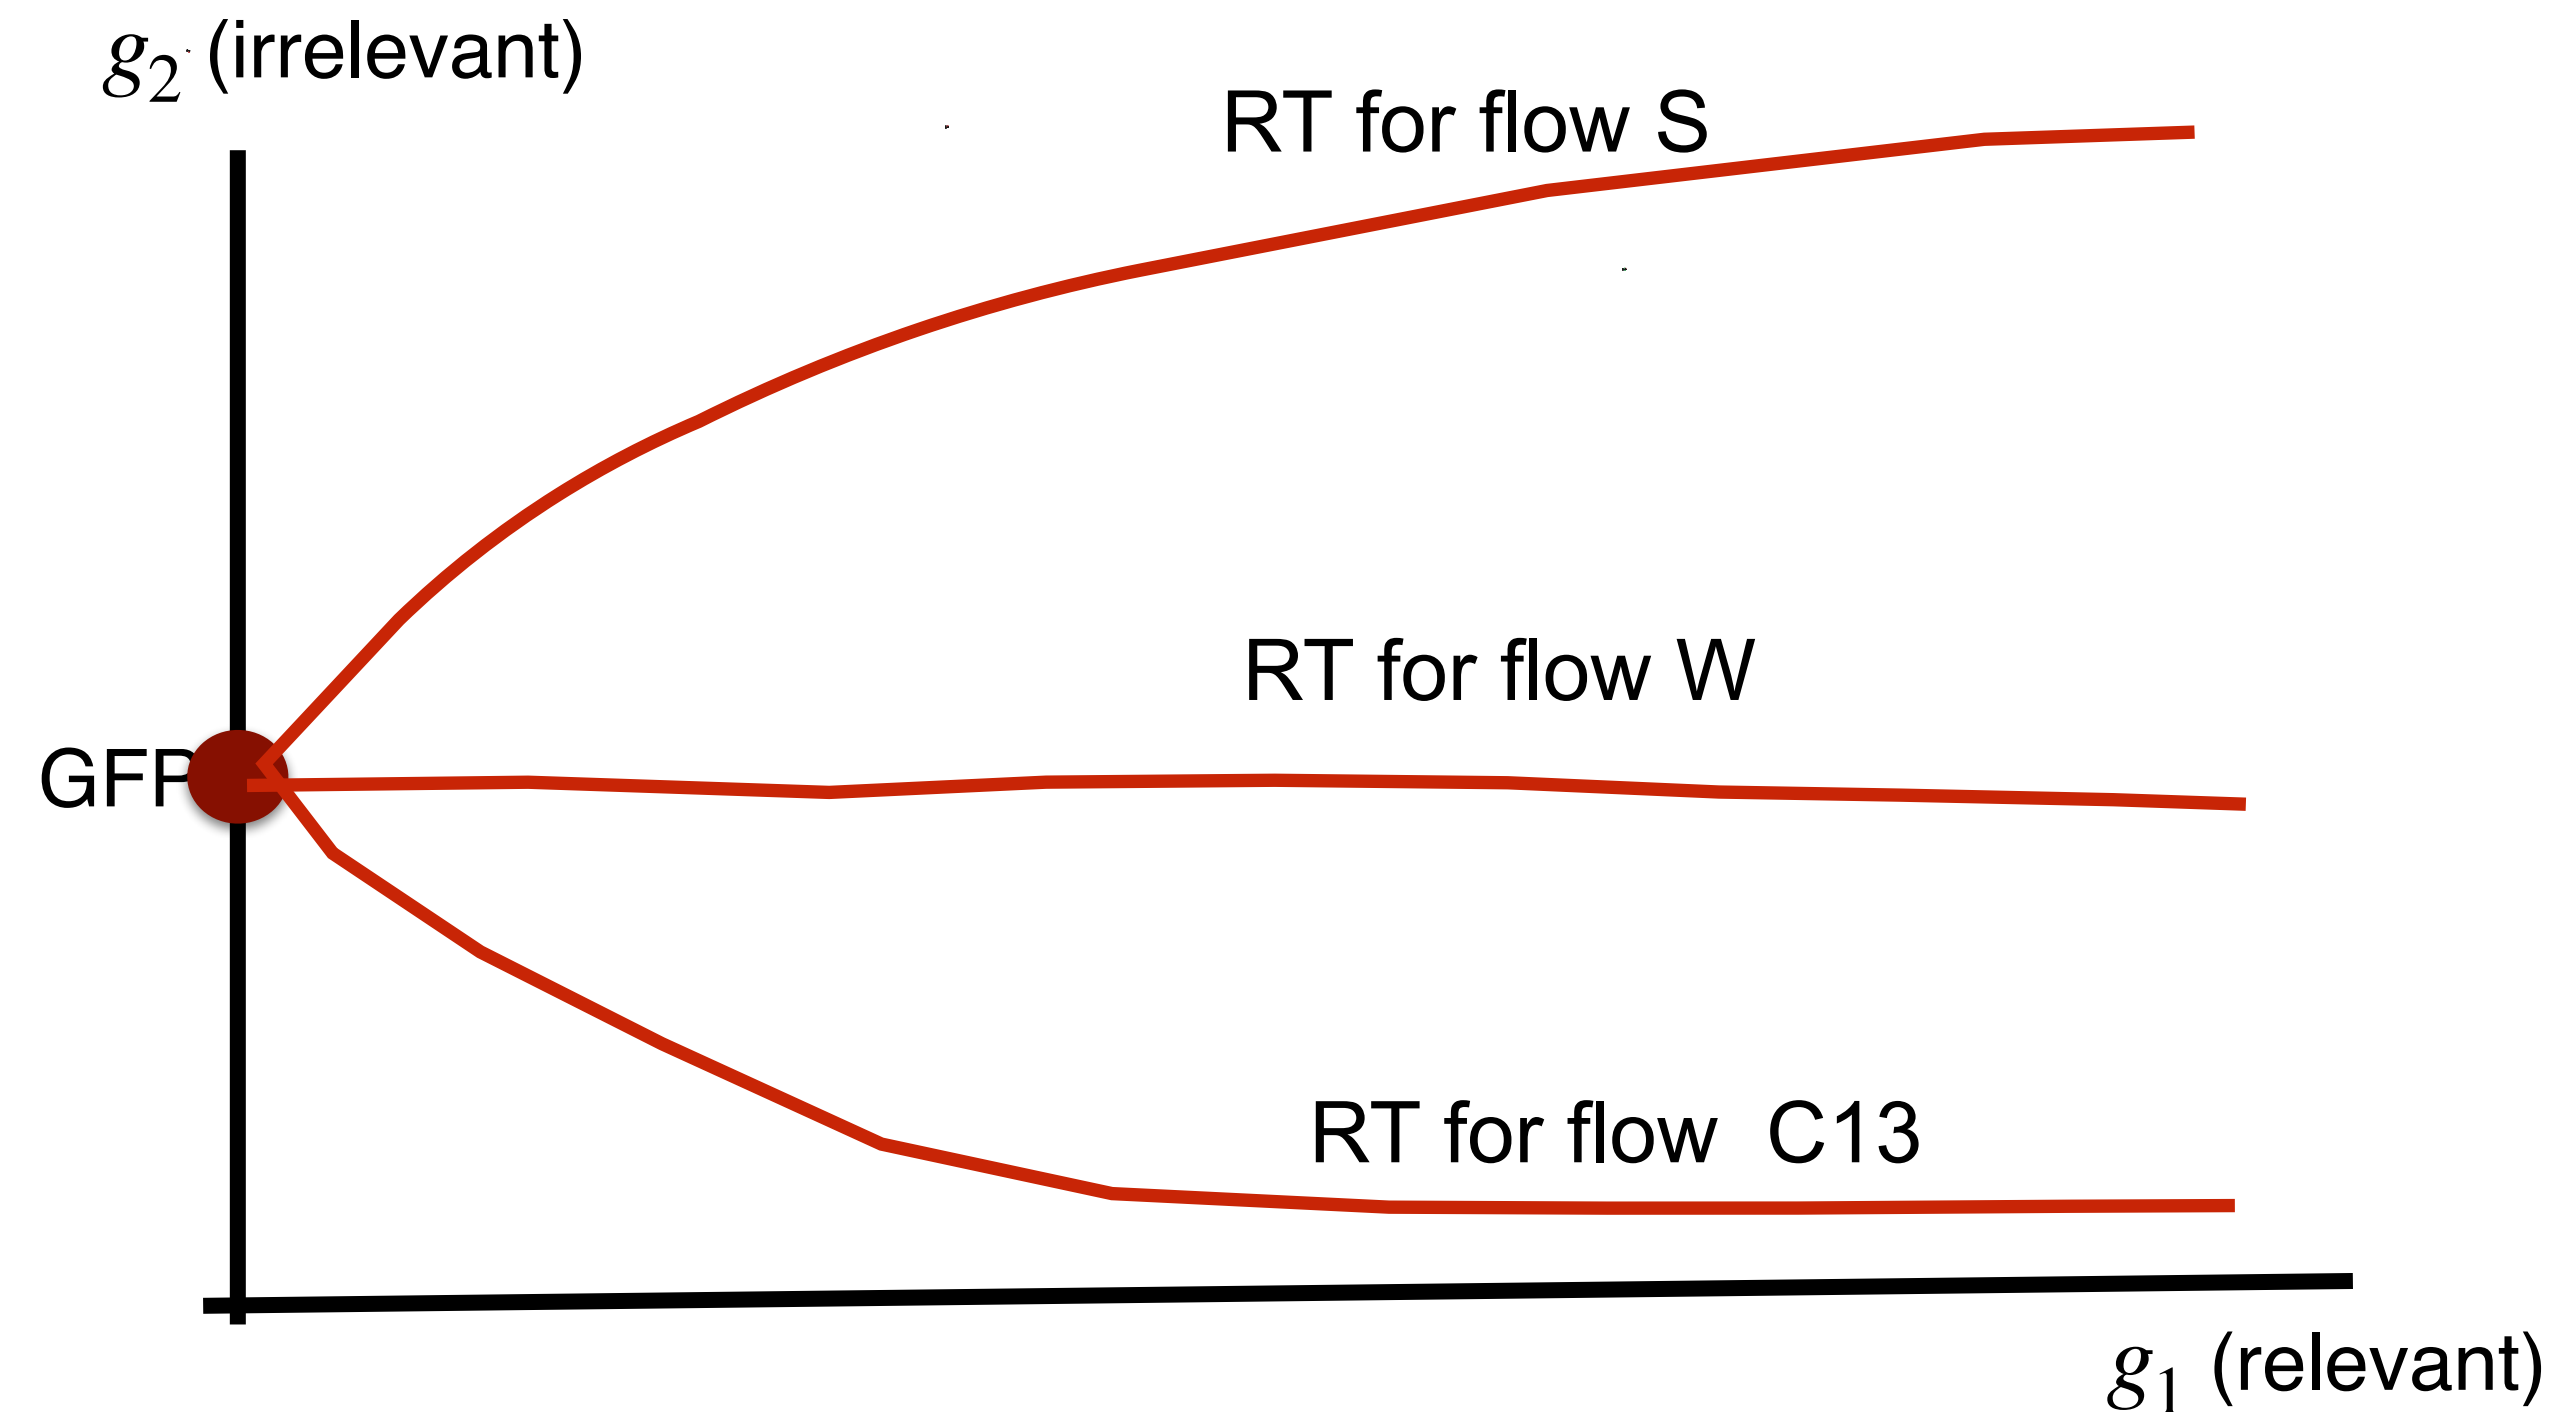 g₂ (irrelevant)
RT for flow S
RT for flow W
GFP
RT for flow C13
g₁ (relevant)